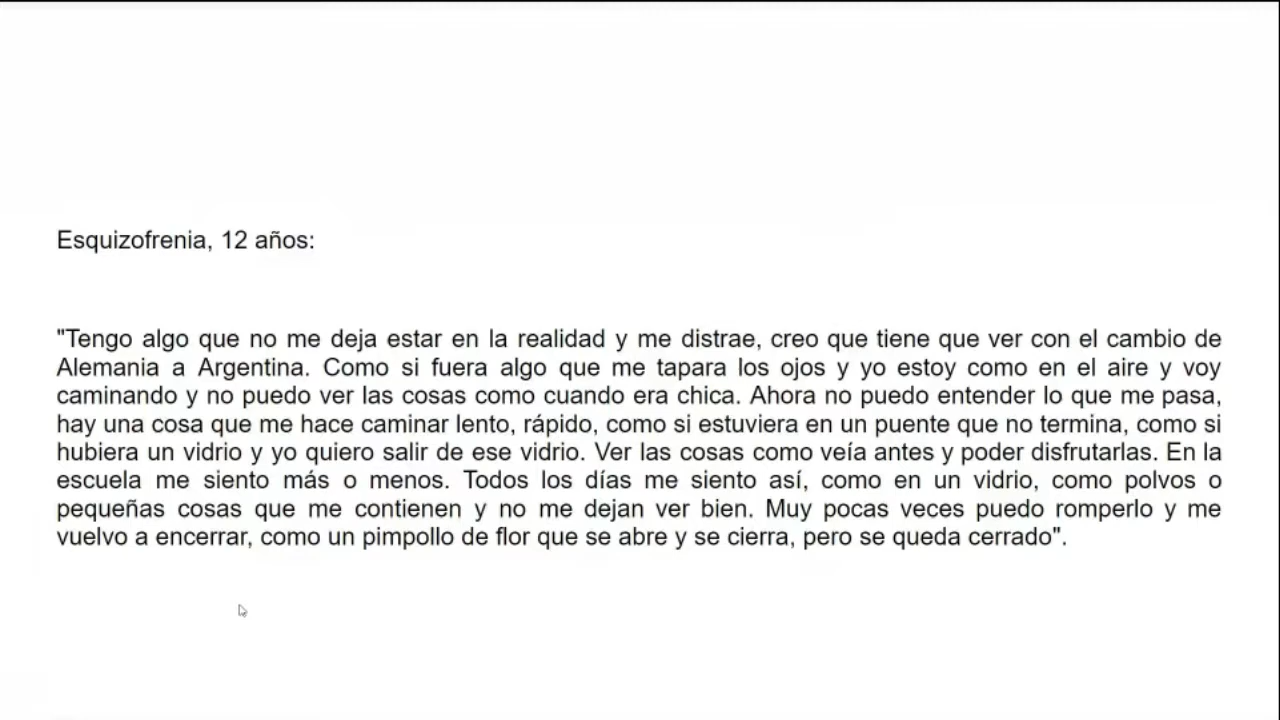 Esquizofrenia, 12 años:
"Tengo algo que no me deja estar en la realidad y me distrae, creo que tiene que ver con el cambio de
Alemania a Argentina. Como si fuera algo que me tapara los ojos y yo estoy como en el aire y voy
caminando y no puedo ver las cosas como cuando era chica. Ahora no puedo entender lo que me pasa,
hay una cosa que me hace caminar lento, rápido, como si estuviera en un puente que no termina, como si
hubiera un vidrio y yo quiero salir de ese vidrio. Ver las cosas como veía antes y poder disfrutarlas. En la
escuela me siento más o menos. Todos los días me siento así, como en un vidrio, como polvos o
pequeñas cosas que me contienen y no me dejan ver bien. Muy pocas veces puedo romperlo y me
vuelvo a encerrar, como un pimpollo de flor que se abre y se cierra, pero se queda cerrado".